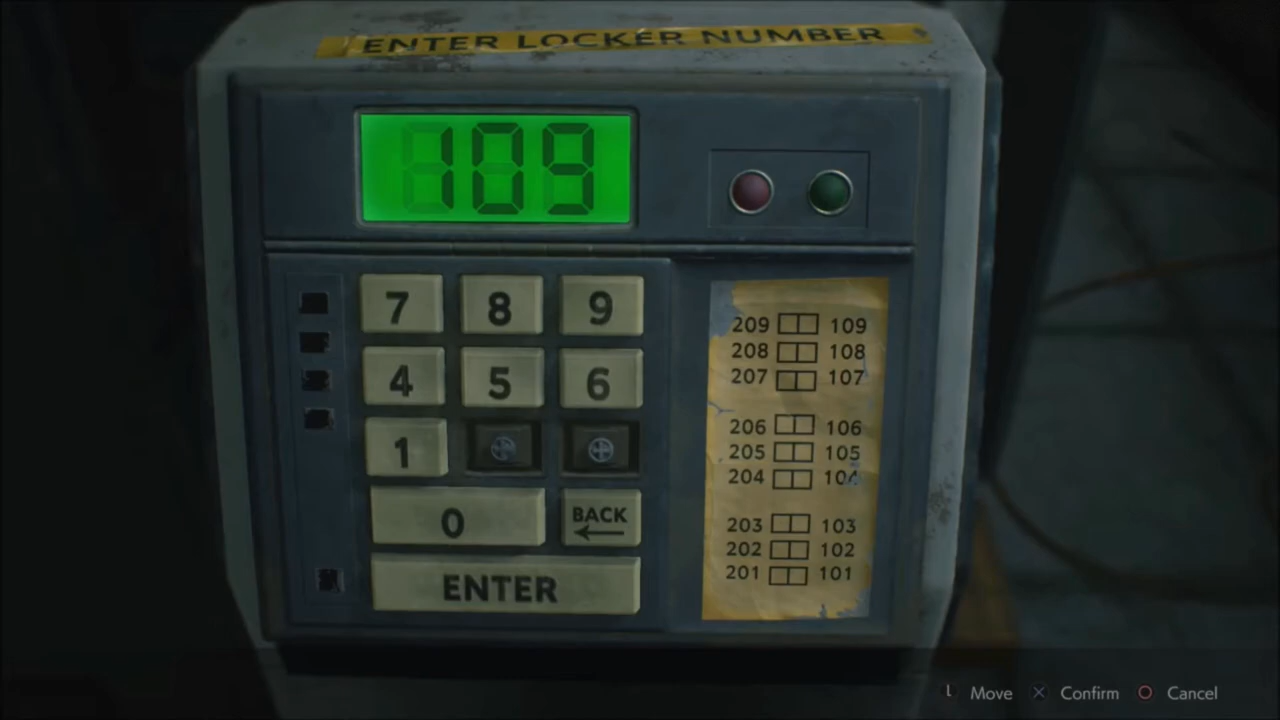 ENTER LOCKER NUMBER
109
7 8 9
4 5 6
1
0 BACK
ENTER
209 109
208 108
207 107
206 106
205 105
204 104
203 103
202 102
201 101
L Move X Confirm O Cancel